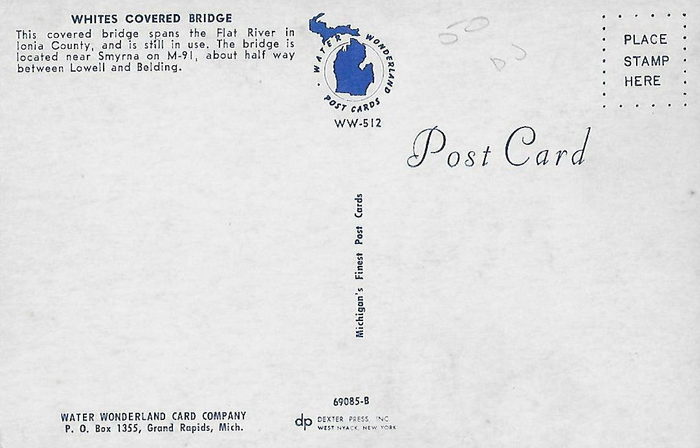 WHITES COVERED BRIDGE
This covered bridge spans the Flat River in
Ionia County, and is still in use. The bridge is
located near Smyrna on M-91, about half way
between Lowell and Belding.
· WATER WONDERLAND ·
POST CARDS
WW-512
50
DJ
PLACE
STAMP
HERE
Post Card
Michigan's Finest Post Cards
69085-B
WATER WONDERLAND CARD COMPANY
P. O. Box 1355, Grand Rapids, Mich.
dp DEXTER PRESS, INC.
WEST NYACK, NEW YORK